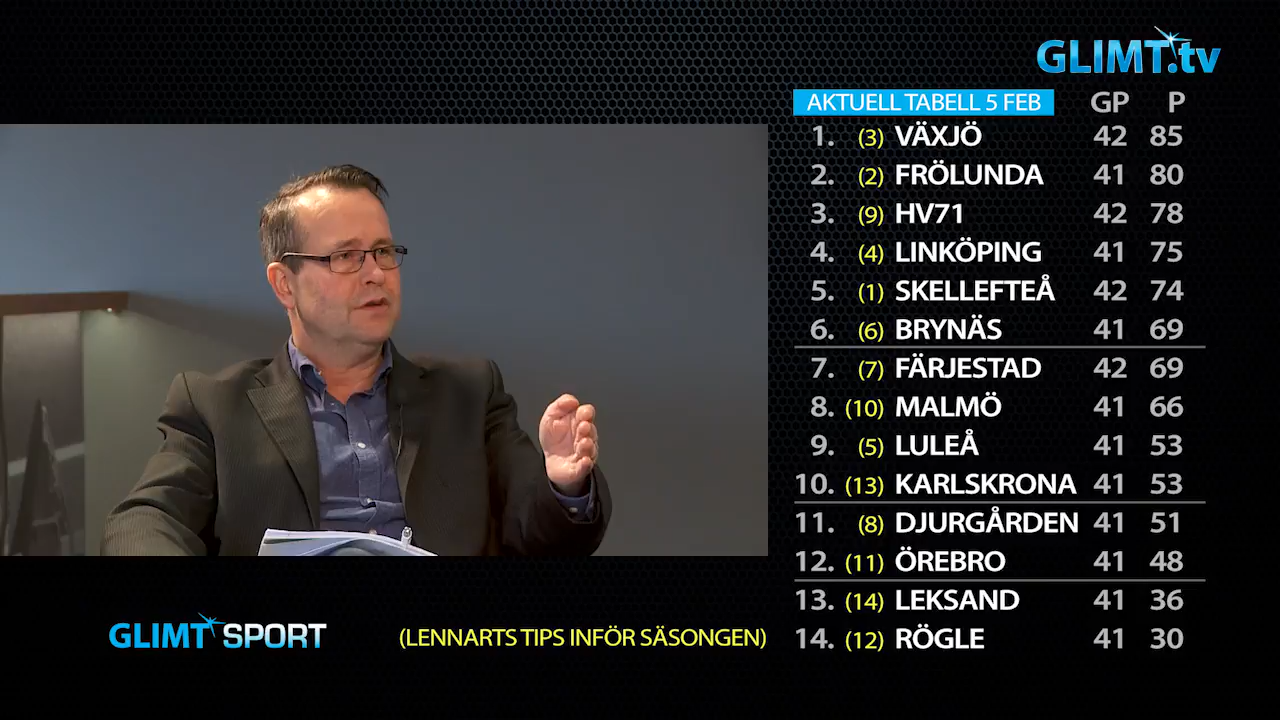 GLIMT.tv
AKTUELL TABELL 5 FEB GP P
1. (3) VÄXJÖ 42 85
2. (2) FRÖLUNDA 41 80
3. (9) HV71 42 78
4. (4) LINKÖPING 41 75
5. (1) SKELLEFTEÅ 42 74
6. (6) BRYNÄS 41 69
7. (7) FÄRJESTAD 42 69
8. (10) MALMÖ 41 66
9. (5) LULEÅ 41 53
10. (13) KARLSKRONA 41 53
11. (8) DJURGÅRDEN 41 51
12. (11) ÖREBRO 41 48
13. (14) LEKSAND 41 36
14. (12) RÖGLE 41 30
GLIMT SPORT
(LENNARTS TIPS INFÖR SÄSONGEN)